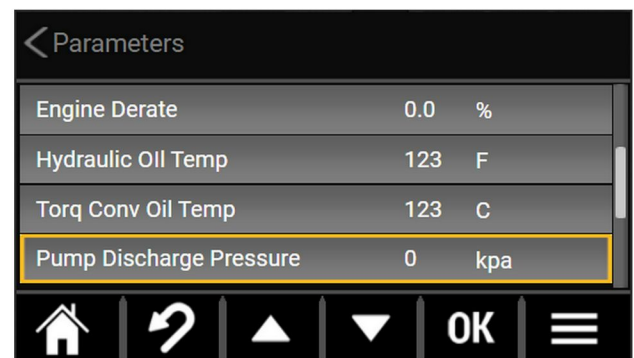 Parameters
Engine Derate 0.0 %
Hydraulic OIl Temp 123 F
Torq Conv Oil Temp 123 C
Pump Discharge Pressure 0 kpa
OK